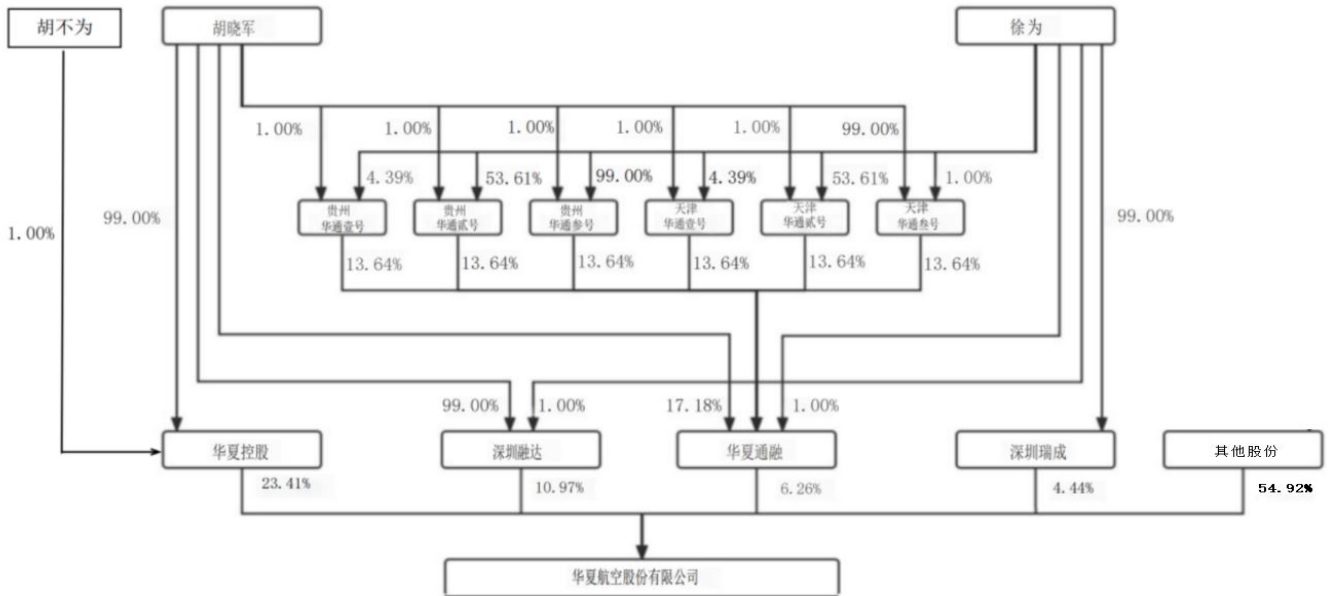 胡不为
胡晓军
徐为
1.00%
1.00%
1.00%
1.00%
1.00%
99.00%
4.39%
53.61%
99.00%
4.39%
53.61%
1.00%
贵州
华通壹号
贵州
华通贰号
贵州
华通参号
天津
华通壹号
天津
华通贰号
天津
华通叁号
1.00%
99.00%
99.00%
13.64%
13.64%
13.64%
13.64%
13.64%
13.64%
99.00%
1.00%
17.18%
1.00%
华夏控股
深圳融达
华夏通融
深圳瑞成
其他股份
23.41%
10.97%
6.26%
4.44%
54.92%
华夏航空股份有限公司